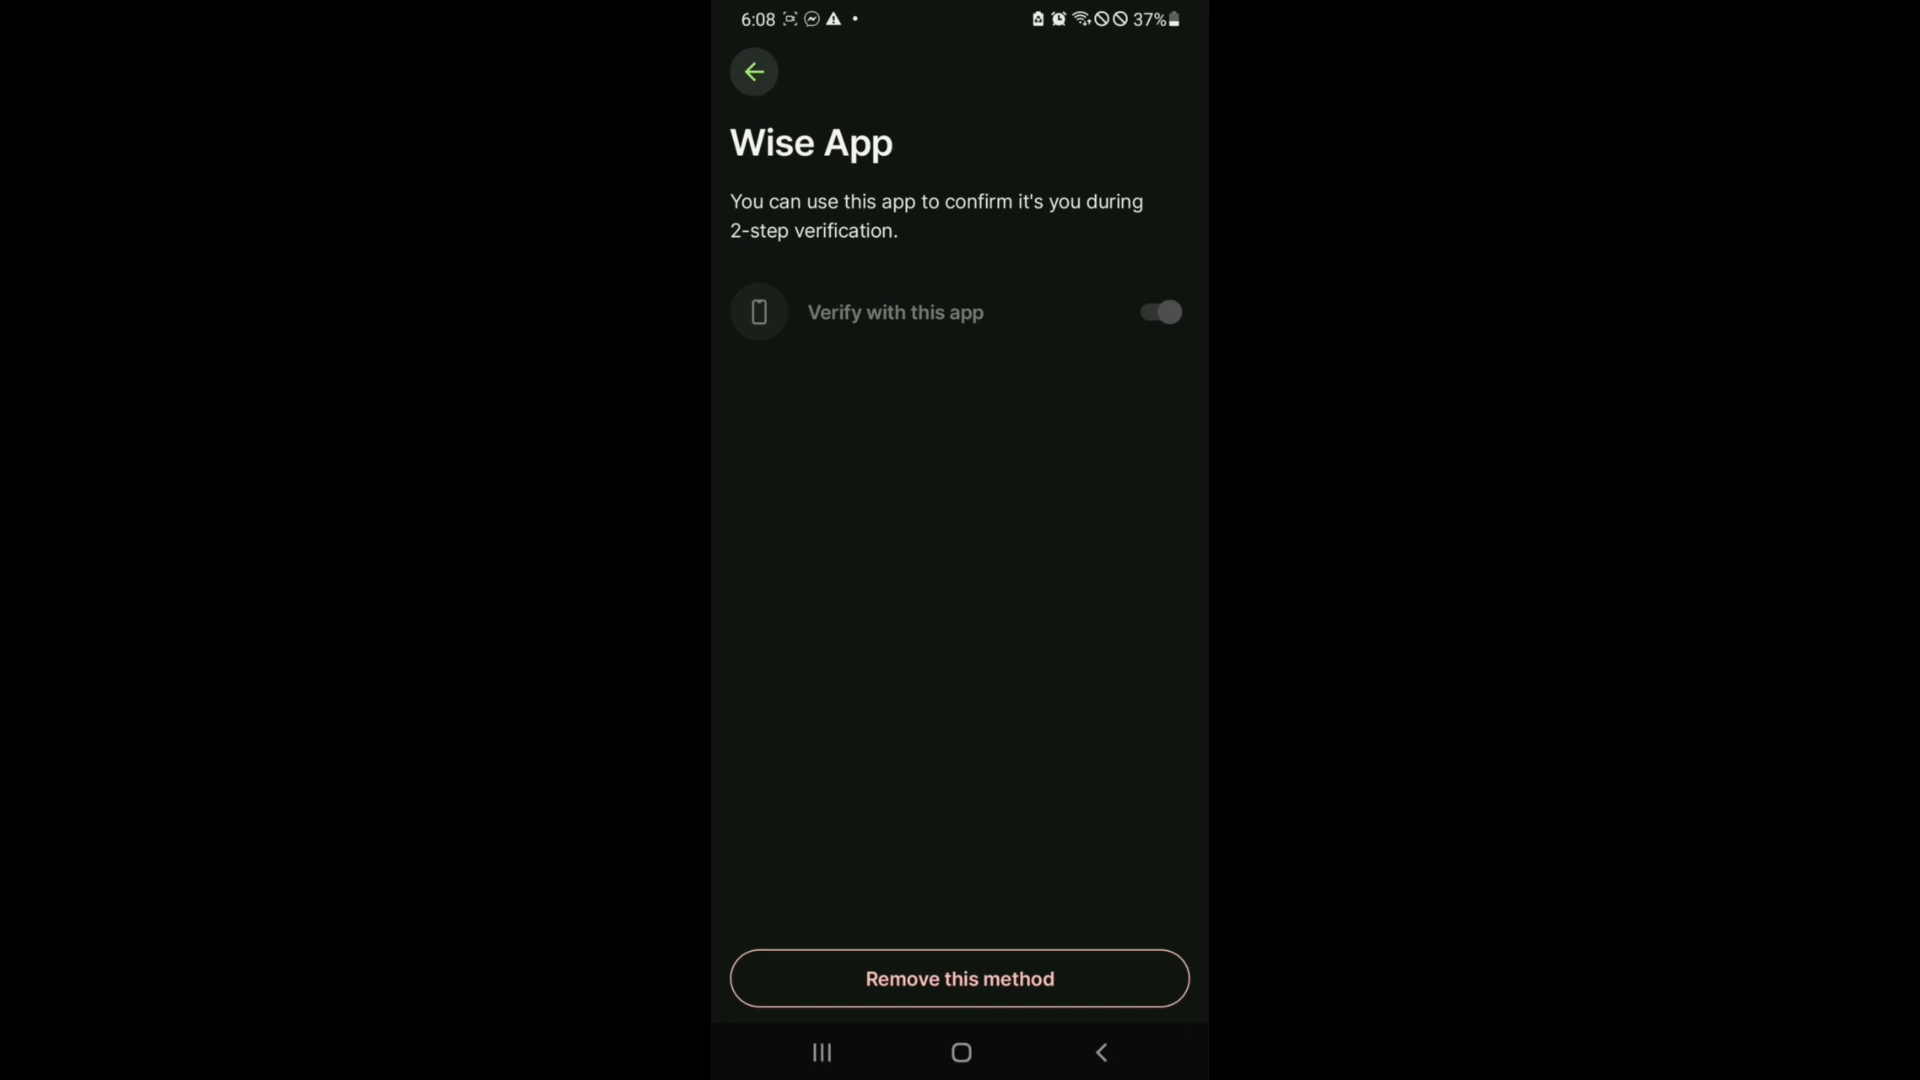 6:08
37%
Wise App
You can use this app to confirm it's you during
2-step verification.
Verify with this app
Remove this method